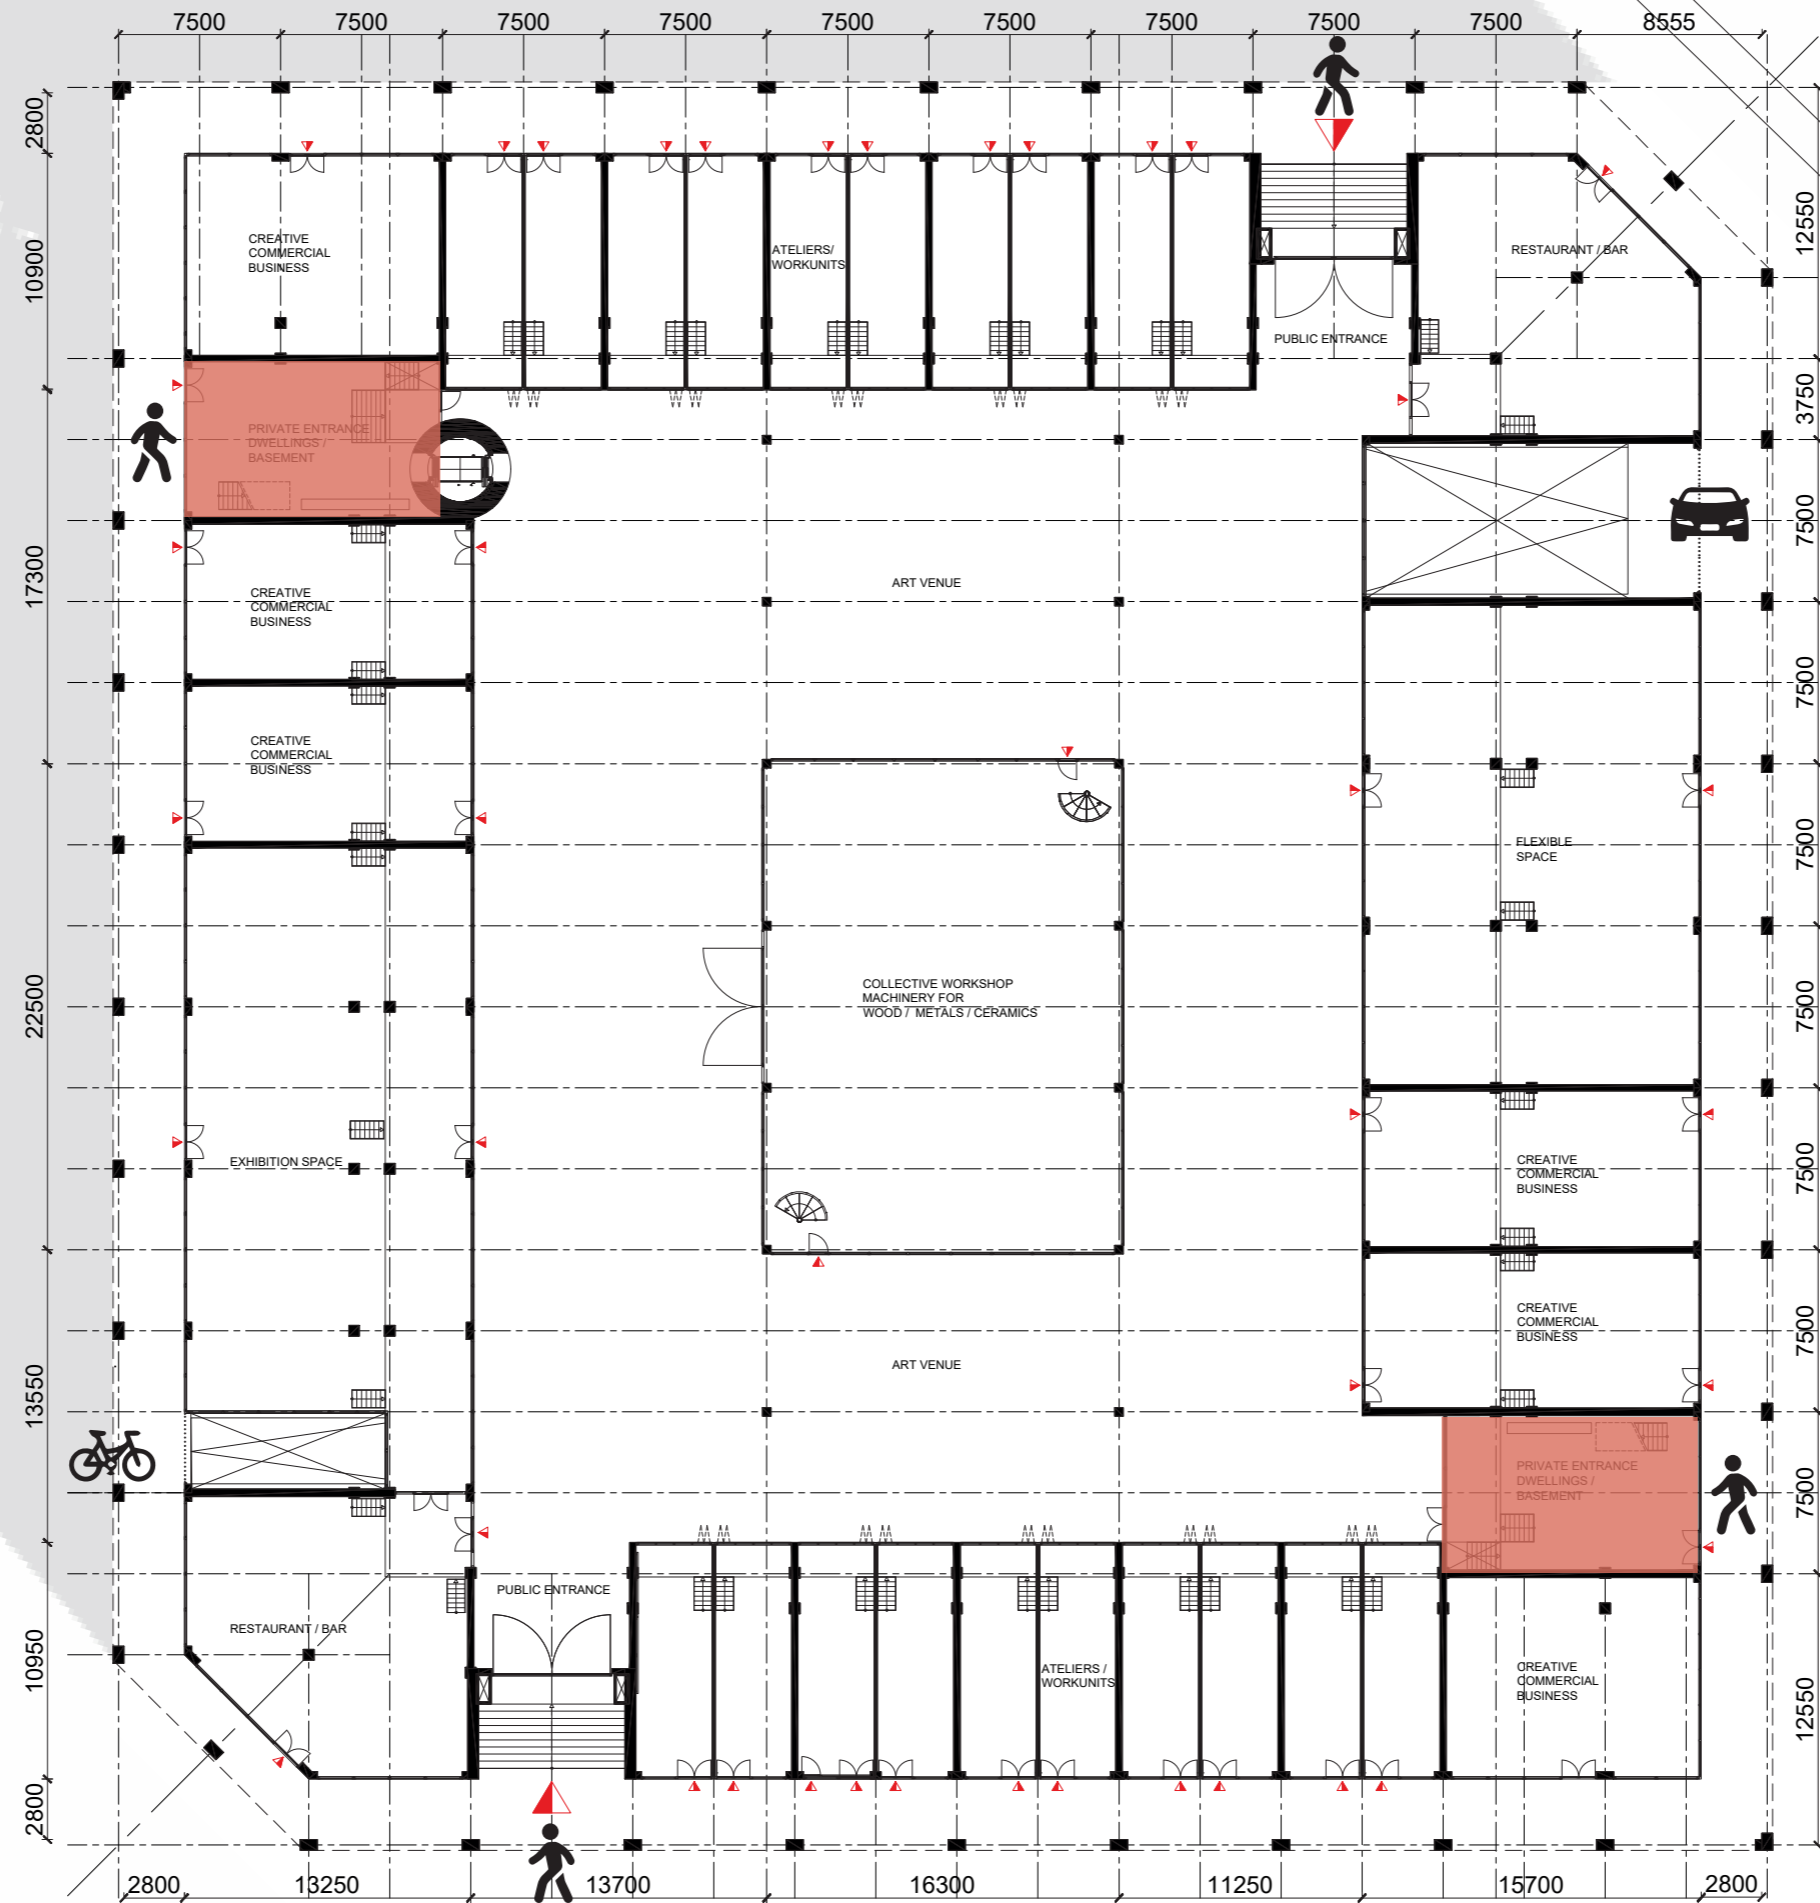 7500 7500 7500 7500 7500 7500 7500 7500 7500 8555
2800
10900
17300
22500
13550
10950
2800
12550
3750
7500
7500
7500
7500
7500
7500
7500
12550
CREATIVE
COMMERCIAL
BUSINESS
ATELIERS/
WORKUNITS
PUBLIC ENTRANCE
RESTAURANT / BAR
PRIVATE ENTRANCE
DWELLINGS /
BASEMENT
ART VENUE
CREATIVE
COMMERCIAL
BUSINESS
CREATIVE
COMMERCIAL
BUSINESS
FLEXIBLE
SPACE
COLLECTIVE WORKSHOP
MACHINERY FOR
WOOD / METALS / CERAMICS
EXHIBITION SPACE
CREATIVE
COMMERCIAL
BUSINESS
CREATIVE
COMMERCIAL
BUSINESS
ART VENUE
PRIVATE ENTRANCE
DWELLINGS /
BASEMENT
PUBLIC ENTRANCE
RESTAURANT / BAR
ATELIERS /
WORKUNITS
CREATIVE
COMMERCIAL
BUSINESS
2800 13250 13700 16300 11250 15700 2800